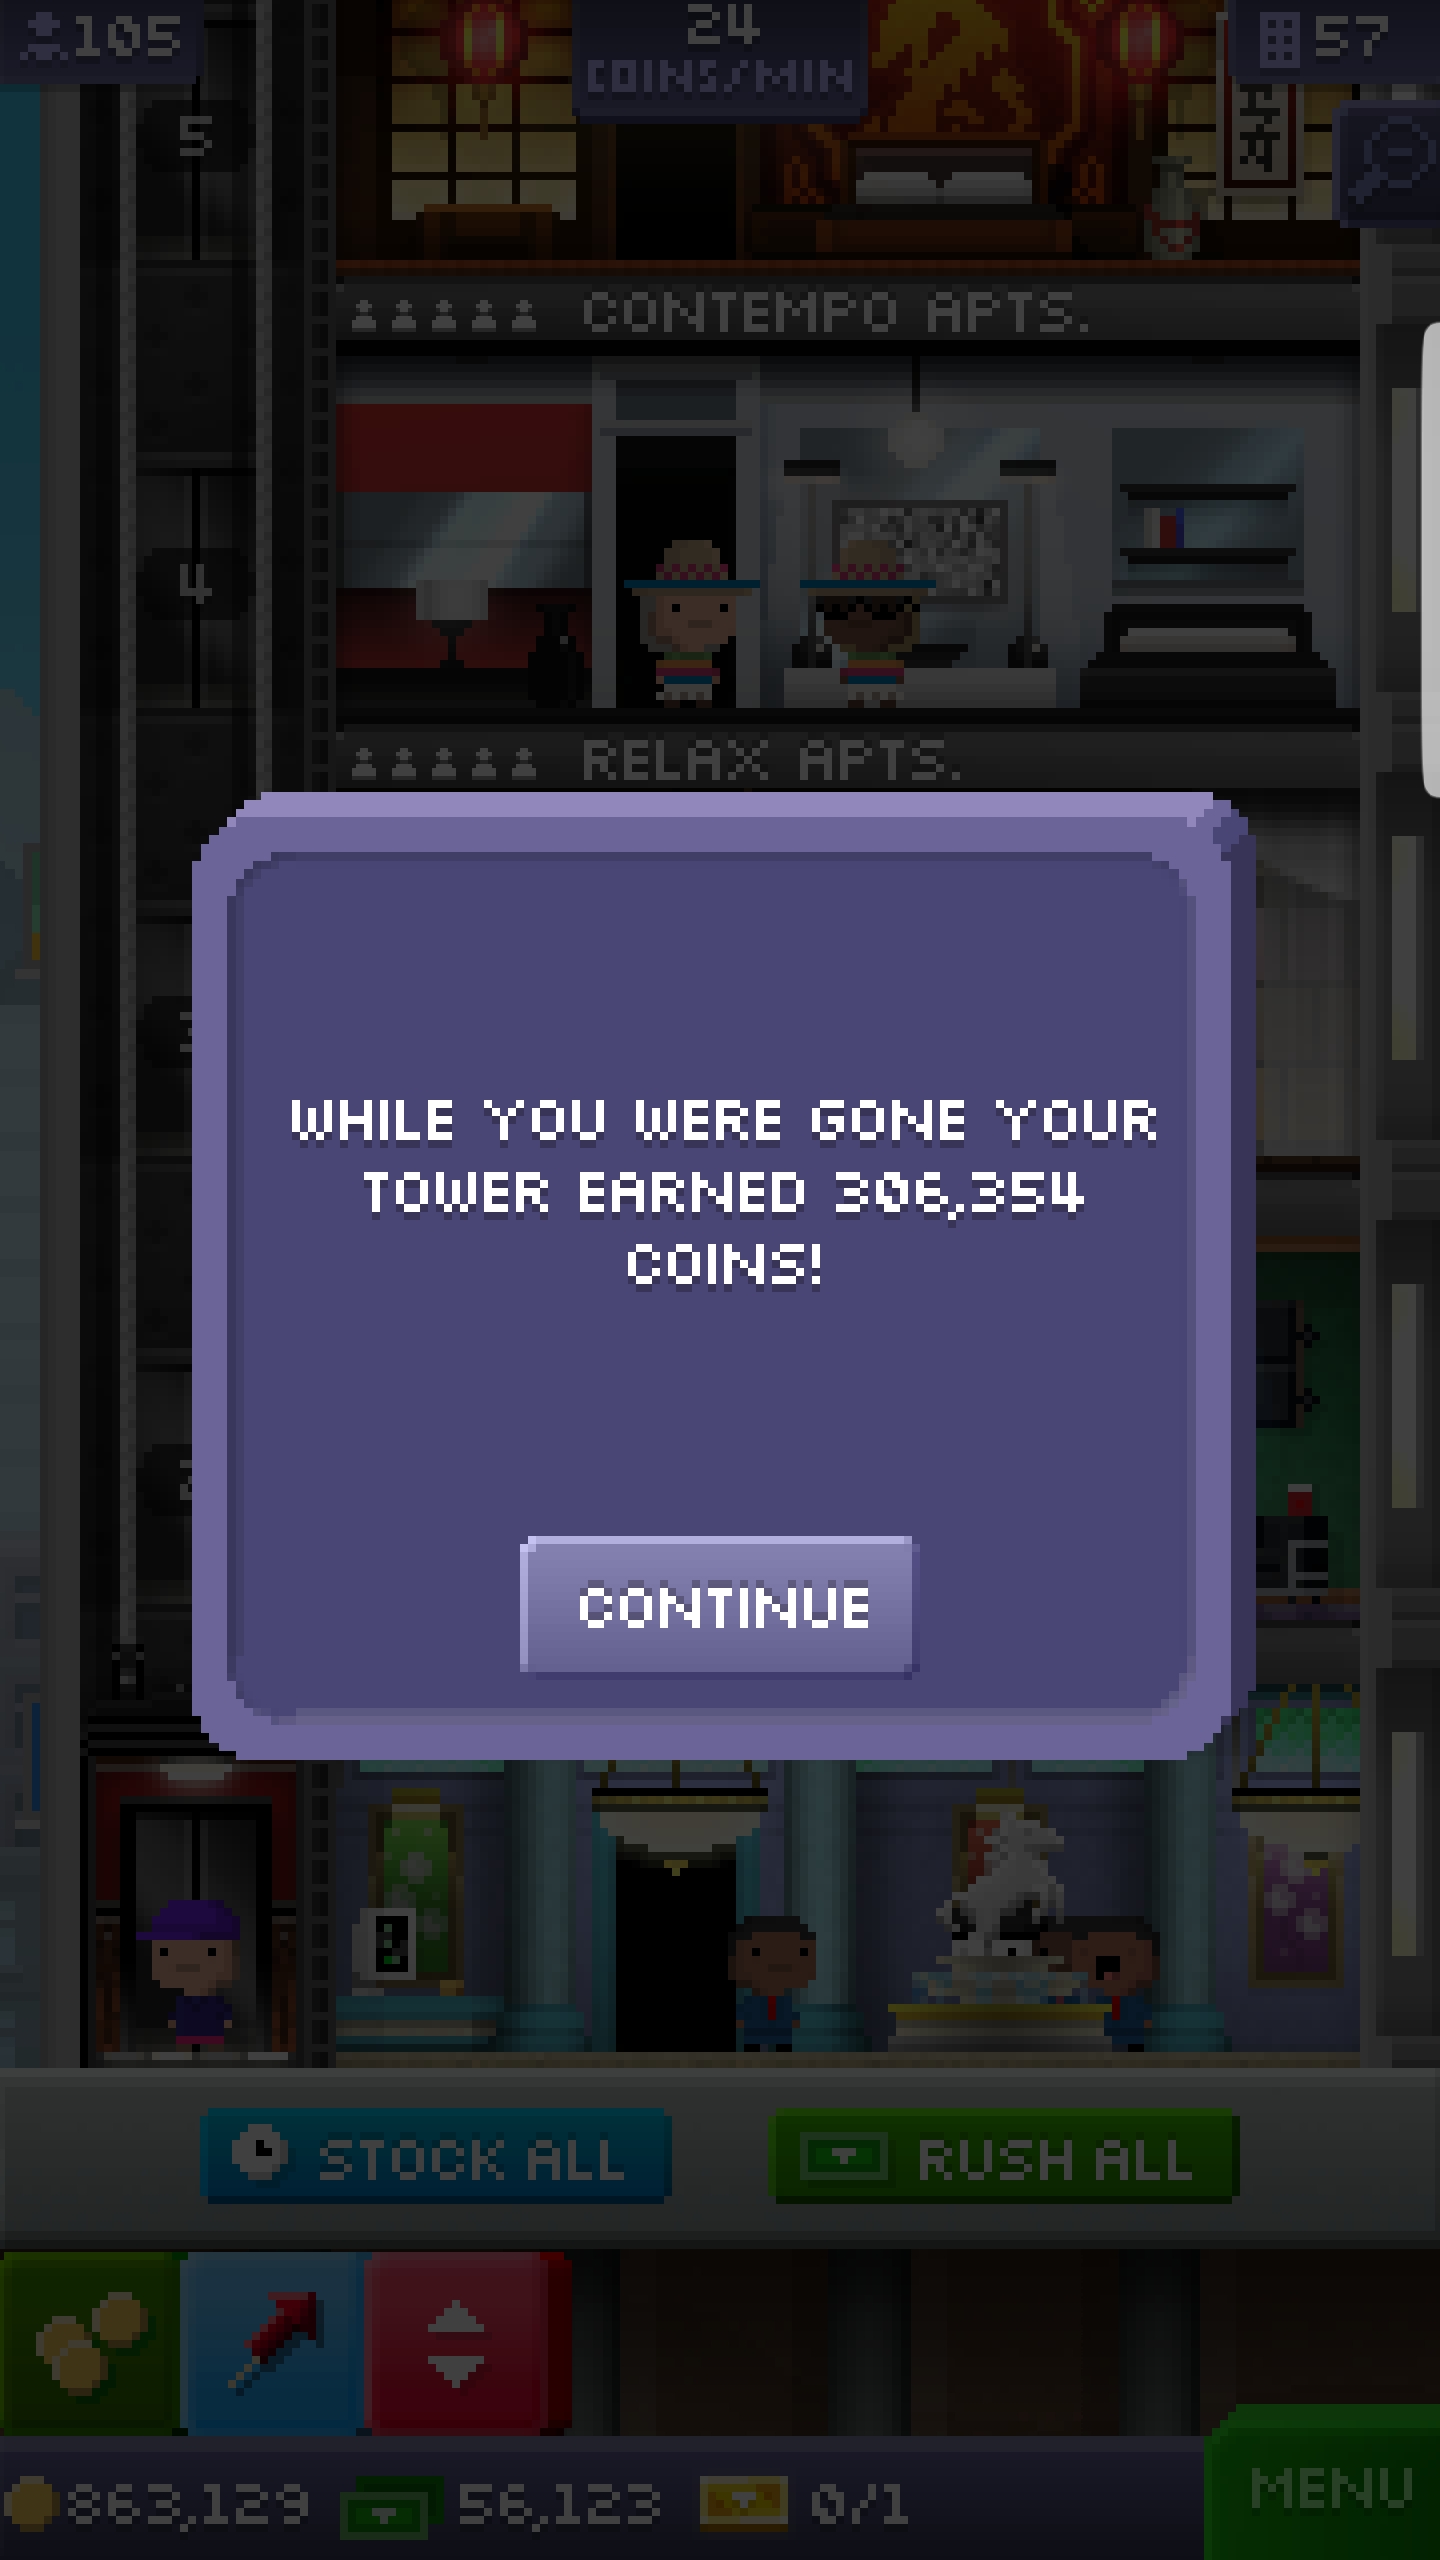 105
24
COINS/MIN
57
5
CONTEMPO APTS.
4
RELAX APTS.
WHILE YOU WERE GONE YOUR
TOWER EARNED 306,354
COINS!
CONTINUE
STOCK ALL
RUSH ALL
863,129
56,123
0/1
MENU